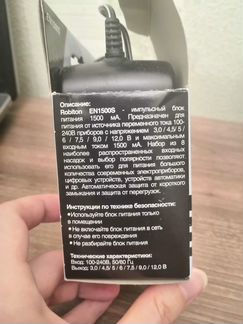 Описание:
Robiton EN1500S - импульсный блок
питания 1500 мА. Предназначен для
питания от источника переменного тока 100-
240В приборов с напряжением 3,0 / 4,5/ 5
/ 6 / 7,5 / 9,0 / 12,0 В и максимальным
входным током 1500 мА. Набор из 8
наиболее распространенных входных
насадок и выбор полярности позволяют
использовать его для питания большого
количества современных электроприборов,
цифровых устройств, устройств автоматики
и др. Автоматическая защита от короткого
замыкания и защита от перегрузок.
Инструкции по технике безопасности:
•Используйте блок питания только
в помещении
• Не включайте блок питания в сеть
в случае его повреждения
• Не разбирайте блок питания
Технические характеристики:
Вход: 100-240В, 50/60 Гц
Выход: 3,0/ 4,5/ 5 / 6 / 7,5 / 9,0 / 12,0 В